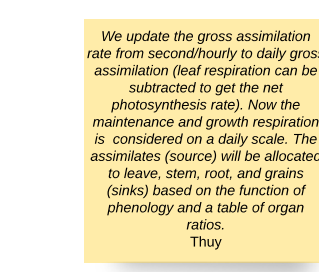 We update the gross assimilation
rate from second/hourly to daily gross
assimilation (leaf respiration can be
subtracted to get the net
photosynthesis rate). Now the
maintenance and growth respiration
is considered on a daily scale. The
assimilates (source) will be allocated
to leave, stem, root, and grains
(sinks) based on the function of
phenology and a table of organ
ratios.
Thuy